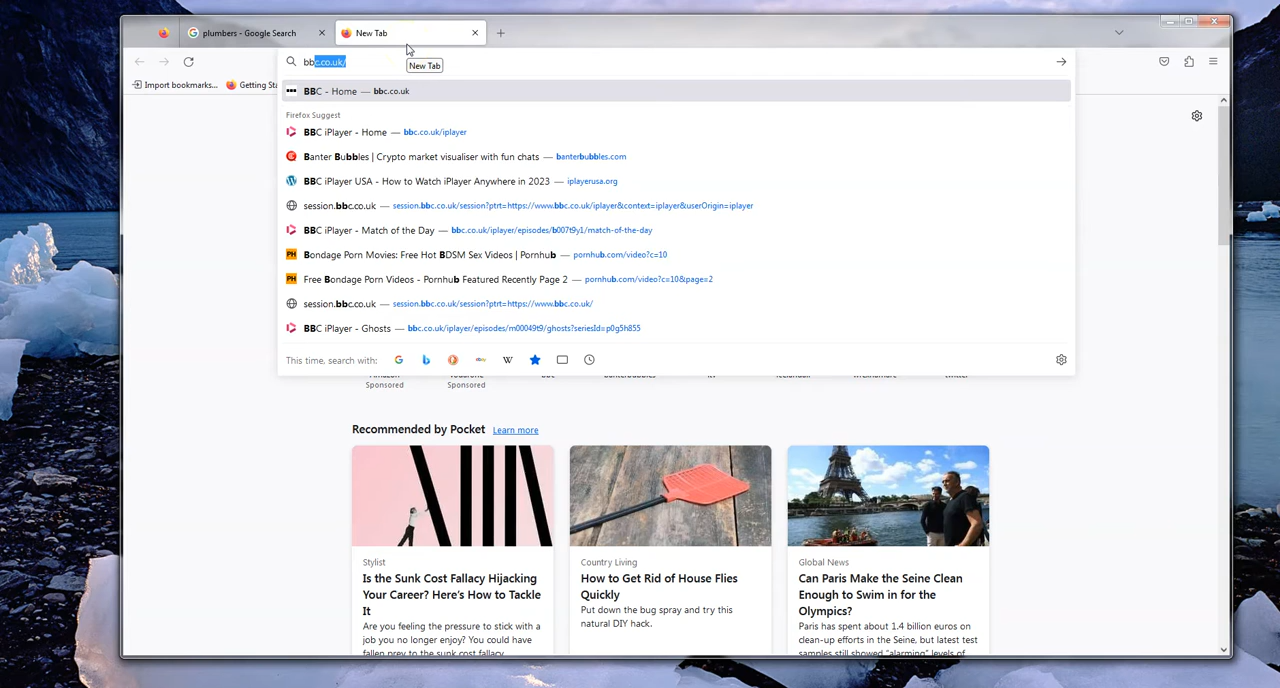 plumbers - Google Search
New Tab
bbc.co.uk/
New Tab
Import bookmarks...
Getting Sta
BBC - Home — bbc.co.uk
Firefox Suggest
BBC iPlayer - Home — bbc.co.uk/iplayer
Banter Bubbles | Crypto market visualiser with fun chats — banterbubbles.com
BBC iPlayer USA - How to Watch iPlayer Anywhere in 2023 — iplayerusa.org
session.bbc.co.uk — session.bbc.co.uk/session?ptrt=https://www.bbc.co.uk/iplayer&context=iplayer&userOrigin=iplayer
BBC iPlayer - Match of the Day — bbc.co.uk/iplayer/episodes/b007t9y1/match-of-the-day
Bondage Porn Movies: Free Hot BDSM Sex Videos | Pornhub — pornhub.com/video?c=10
Free Bondage Porn Videos - Pornhub Featured Recently Page 2 — pornhub.com/video?c=10&page=2
session.bbc.co.uk — session.bbc.co.uk/session?ptrt=https://www.bbc.co.uk/
BBC iPlayer - Ghosts — bbc.co.uk/iplayer/episodes/m00049t9/ghosts?seriesId=p0g5h855
This time, search with:
Sponsored
Sponsored
Recommended by Pocket
Learn more
Stylist
Is the Sunk Cost Fallacy Hijacking
Your Career? Here's How to Tackle
It
Are you feeling the pressure to stick with a
job you no longer enjoy? You could have
fallen prey to the sunk cost fallacy.
Country Living
How to Get Rid of House Flies
Quickly
Put down the bug spray and try this
natural DIY hack.
Global News
Can Paris Make the Seine Clean
Enough to Swim in for the
Olympics?
Paris has spent about 1.4 billion euros on
clean-up efforts in the Seine, but latest test
samples still showed "alarming" levels of